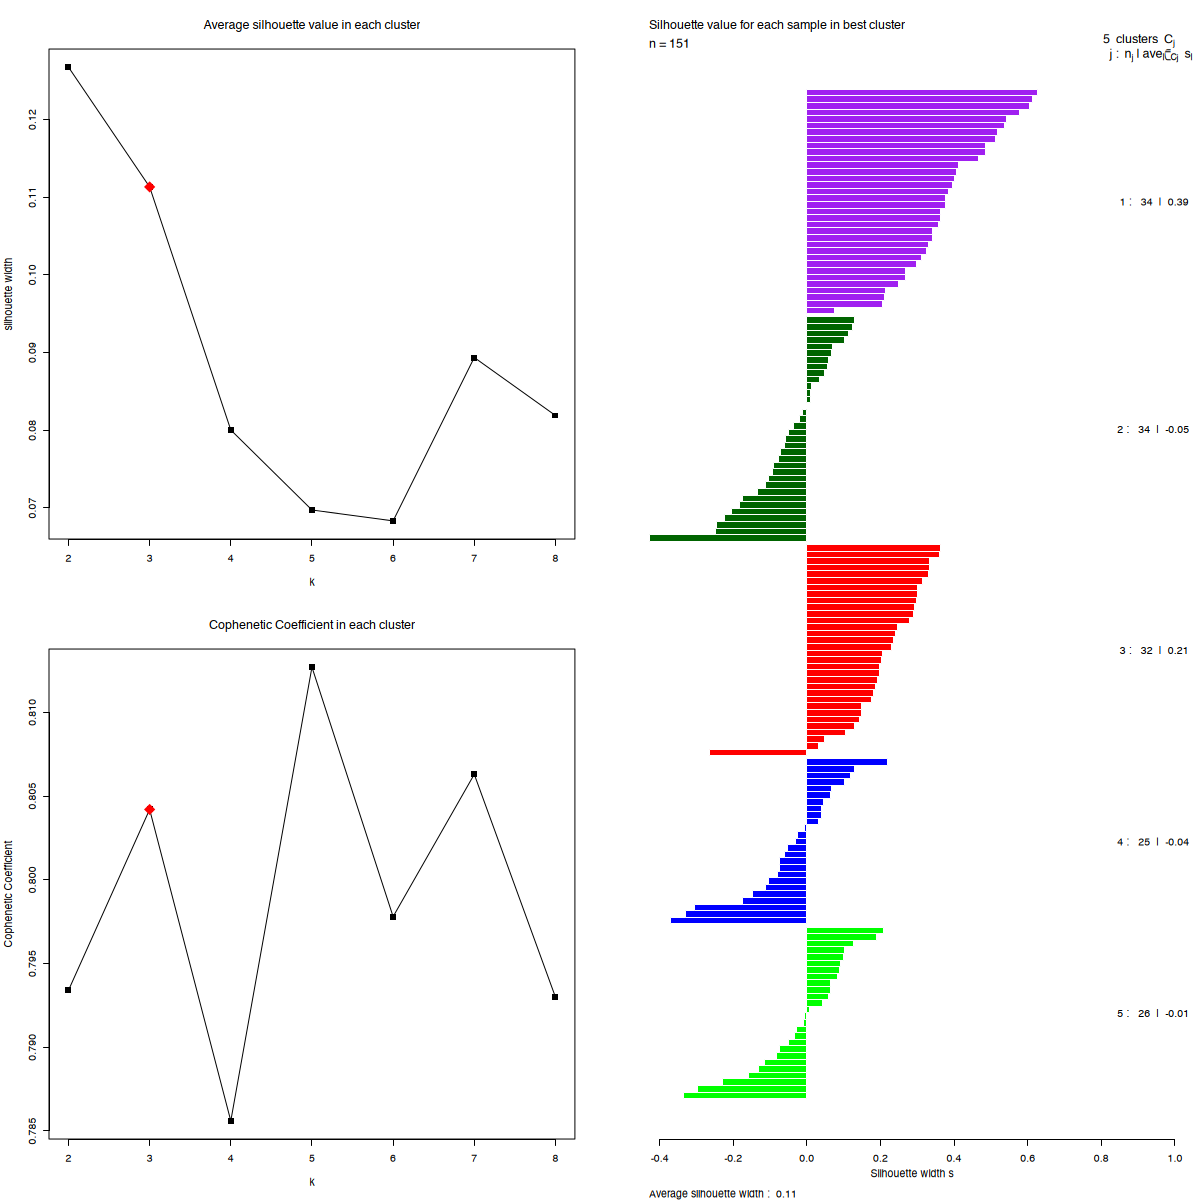 Average silhouette value in each cluster
0.12
0.11
0.10
0.09
0.08
0.07
silhouette width
2 3 4 5 6 7 8
k
Cophenetic Coefficient in each cluster
0.810
0.805
0.800
0.795
0.790
0.785
Cophenetic Coefficient
2 3 4 5 6 7 8
k
Silhouette value for each sample in best cluster
n = 151
5 clusters Cj
j : nj | avei∈Cj si
1 : 34 | 0.39
2 : 34 | -0.05
3 : 32 | 0.21
4 : 25 | -0.04
5 : 26 | -0.01
-0.4 -0.2 0.0 0.2 0.4 0.6 0.8 1.0
Silhouette width s
Average silhouette width : 0.11